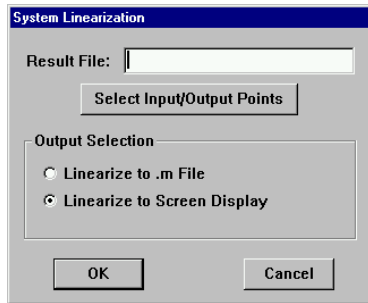 System Linearization
Result File:
Select Input/Output Points
Output Selection
Linearize to .m File
Linearize to Screen Display
OK Cancel